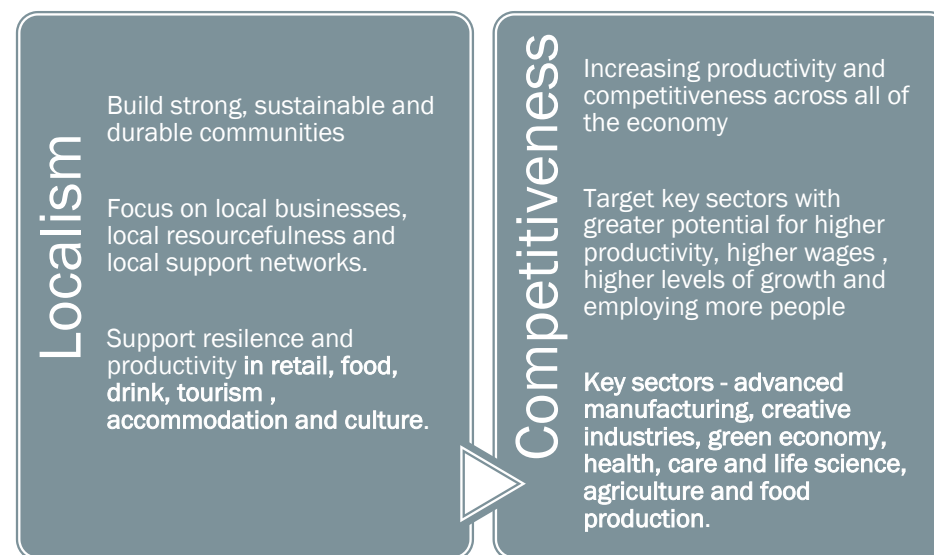 Localism
Build strong, sustainable and
durable communities
Focus on local businesses,
local resourcefulness and
local support networks.
Support resilence and
productivity in retail, food,
drink, tourism ,
accommodation and culture.
Competitiveness
Increasing productivity and
competitiveness across all of
the economy
Target key sectors with
greater potential for higher
productivity, higher wages ,
higher levels of growth and
employing more people
Key sectors - advanced
manufacturing, creative
industries, green economy,
health, care and life science,
agriculture and food
production.